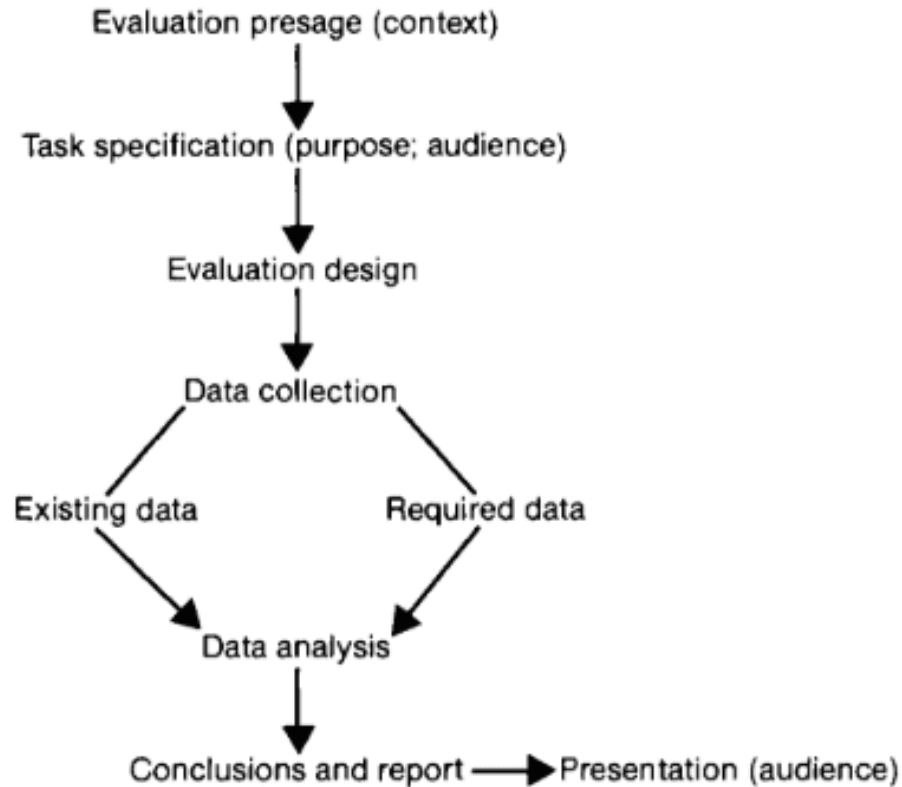 Evaluation presage (context)
Task specification (purpose; audience)
Evaluation design
Data collection
Existing data
Required data
Data analysis
Conclusions and report
Presentation (audience)